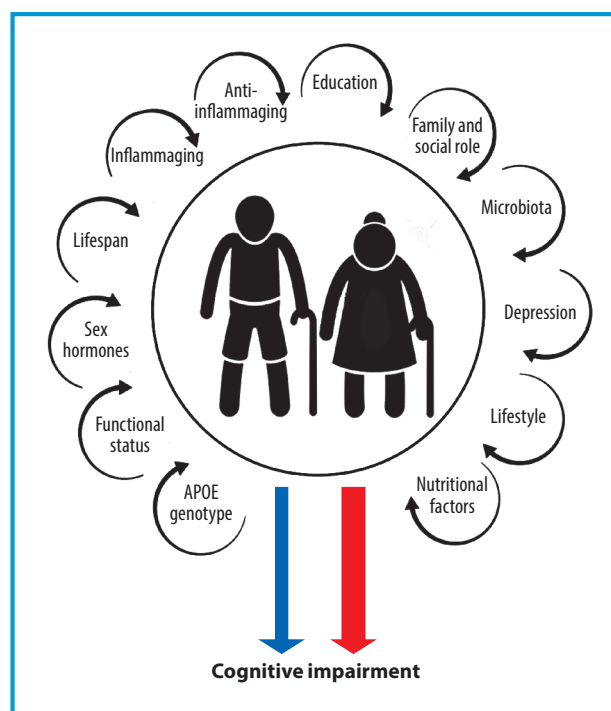 Education
Anti-
inflammaging
Family and
social role
Inflammaging
Microbiota
Lifespan
Depression
Sex
hormones
Lifestyle
Functional
status
Nutritional
factors
APOE
genotype
Cognitive impairment